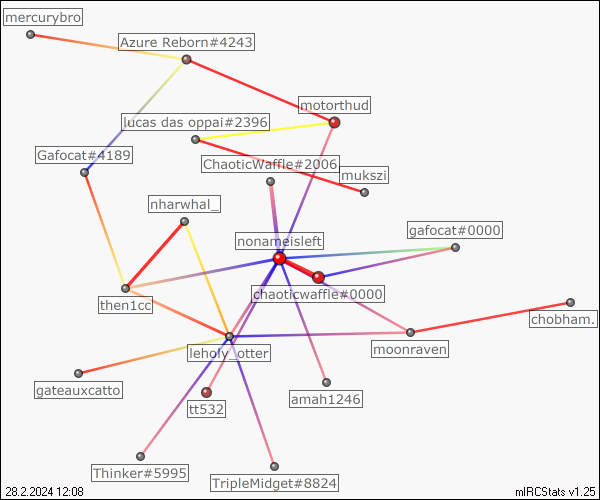 mercurybro
Azure Reborn#4243
motorthud
lucas das oppai#2396
Gafocat#4189
ChaoticWaffle#2006
mukszi
nharwhal_
gafocat#0000
nonameisleft
chaoticwaffle#0000
then1cc
chobham.
leholy_otter
moonraven
gateauxcatto
amah1246
tt532
Thinker#5995
TripleMidget#8824
28.2.2024 12:08
mIRCStats v1.25